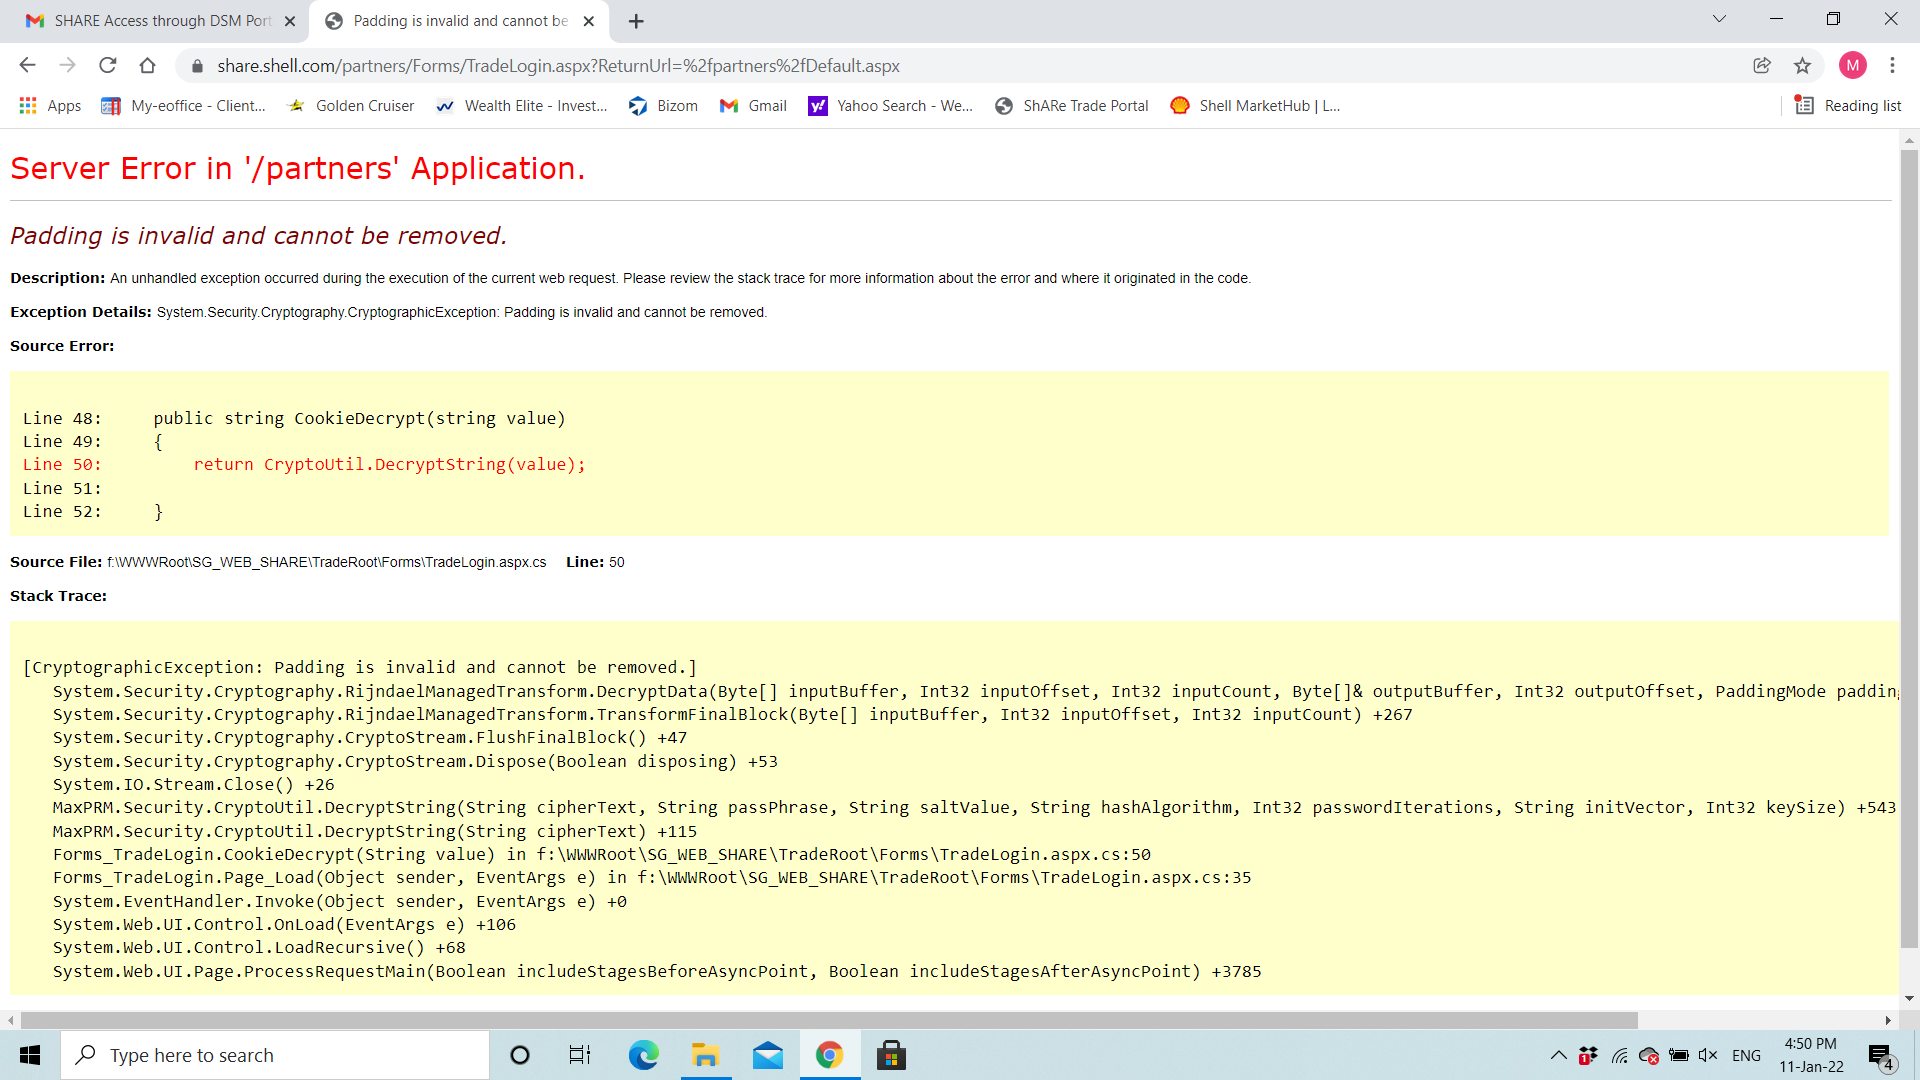 SHARE Access through DSM Port
Padding is invalid and cannot be
share.shell.com/partners/Forms/TradeLogin.aspx?ReturnUrl=%2fpartners%2fDefault.aspx
M
Apps My-eoffice - Client... Golden Cruiser Wealth Elite - Invest... Bizom Gmail Yahoo Search - We... ShARe Trade Portal Shell MarketHub | L... Reading list
Server Error in '/partners' Application.
Padding is invalid and cannot be removed.
Description: An unhandled exception occurred during the execution of the current web request. Please review the stack trace for more information about the error and where it originated in the code.
Exception Details: System.Security.Cryptography.CryptographicException: Padding is invalid and cannot be removed.
Source Error:
Line 48:     public string CookieDecrypt(string value)
Line 49:     {
Line 50:         return CryptoUtil.DecryptString(value);
Line 51:
Line 52:     }
Source File: f:\WWWRoot\SG_WEB_SHARE\TradeRoot\Forms\TradeLogin.aspx.cs    Line: 50
Stack Trace:
[CryptographicException: Padding is invalid and cannot be removed.]
System.Security.Cryptography.RijndaelManagedTransform.DecryptData(Byte[] inputBuffer, Int32 inputOffset, Int32 inputCount, Byte[]& outputBuffer, Int32 outputOffset, PaddingMode padding
System.Security.Cryptography.RijndaelManagedTransform.TransformFinalBlock(Byte[] inputBuffer, Int32 inputOffset, Int32 inputCount) +267
System.Security.Cryptography.CryptoStream.FlushFinalBlock() +47
System.Security.Cryptography.CryptoStream.Dispose(Boolean disposing) +53
System.IO.Stream.Close() +26
MaxPRM.Security.CryptoUtil.DecryptString(String cipherText, String passPhrase, String saltValue, String hashAlgorithm, Int32 passwordIterations, String initVector, Int32 keySize) +543
MaxPRM.Security.CryptoUtil.DecryptString(String cipherText) +115
Forms_TradeLogin.CookieDecrypt(String value) in f:\WWWRoot\SG_WEB_SHARE\TradeRoot\Forms\TradeLogin.aspx.cs:50
Forms_TradeLogin.Page_Load(Object sender, EventArgs e) in f:\WWWRoot\SG_WEB_SHARE\TradeRoot\Forms\TradeLogin.aspx.cs:35
System.EventHandler.Invoke(Object sender, EventArgs e) +0
System.Web.UI.Control.OnLoad(EventArgs e) +106
System.Web.UI.Control.LoadRecursive() +68
System.Web.UI.Page.ProcessRequestMain(Boolean includeStagesBeforeAsyncPoint, Boolean includeStagesAfterAsyncPoint) +3785
Type here to search
ENG
4:50 PM
11-Jan-22
4